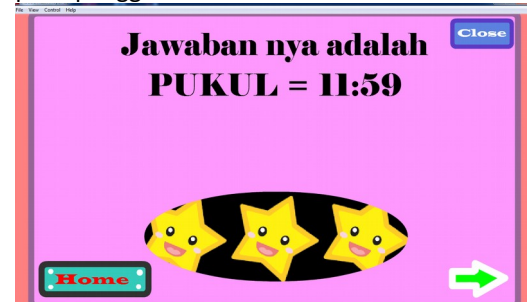 File View Control Help
Close
Jawaban nya adalah
PUKUL = 11:59
Home